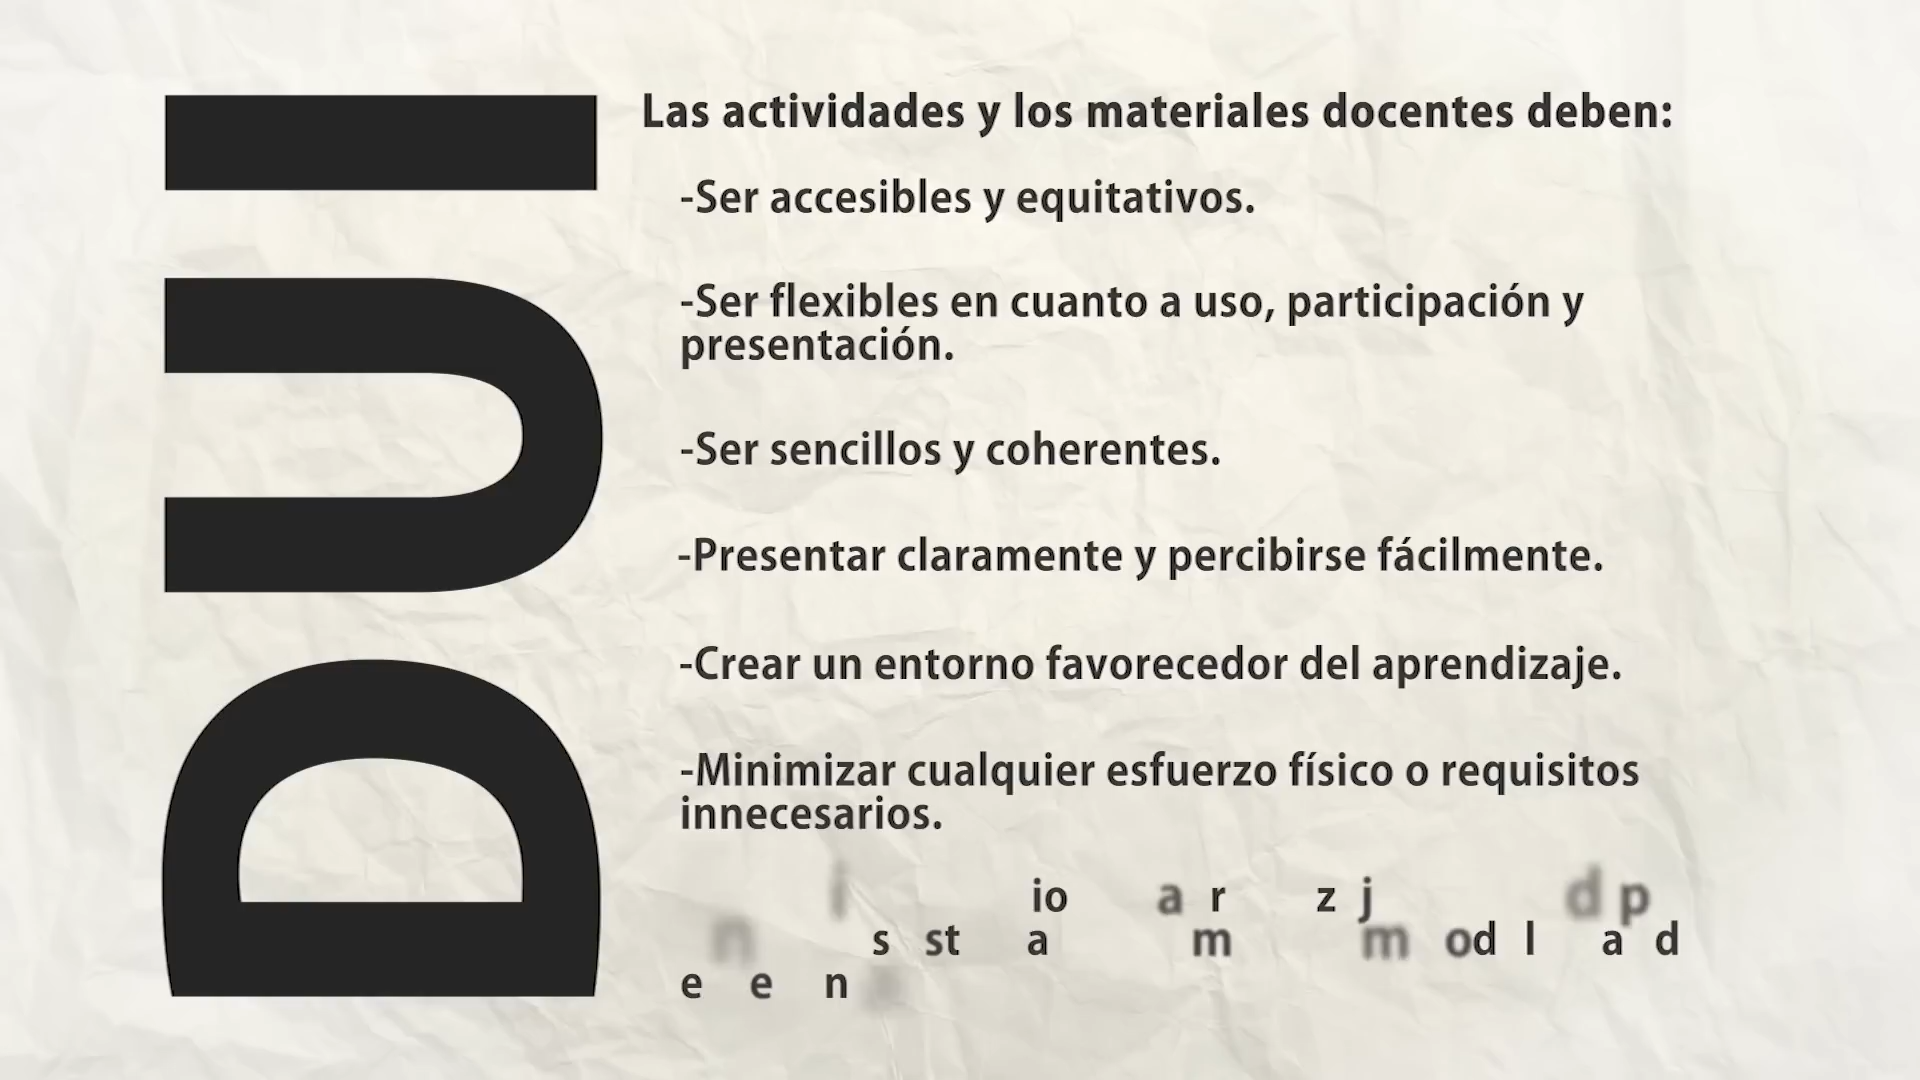 DUI
Las actividades y los materiales docentes deben:
-Ser accesibles y equitativos.
-Ser flexibles en cuanto a uso, participación y
presentación.
-Ser sencillos y coherentes.
-Presentar claramente y percibirse fácilmente.
-Crear un entorno favorecedor del aprendizaje.
-Minimizar cualquier esfuerzo físico o requisitos
innecesarios.